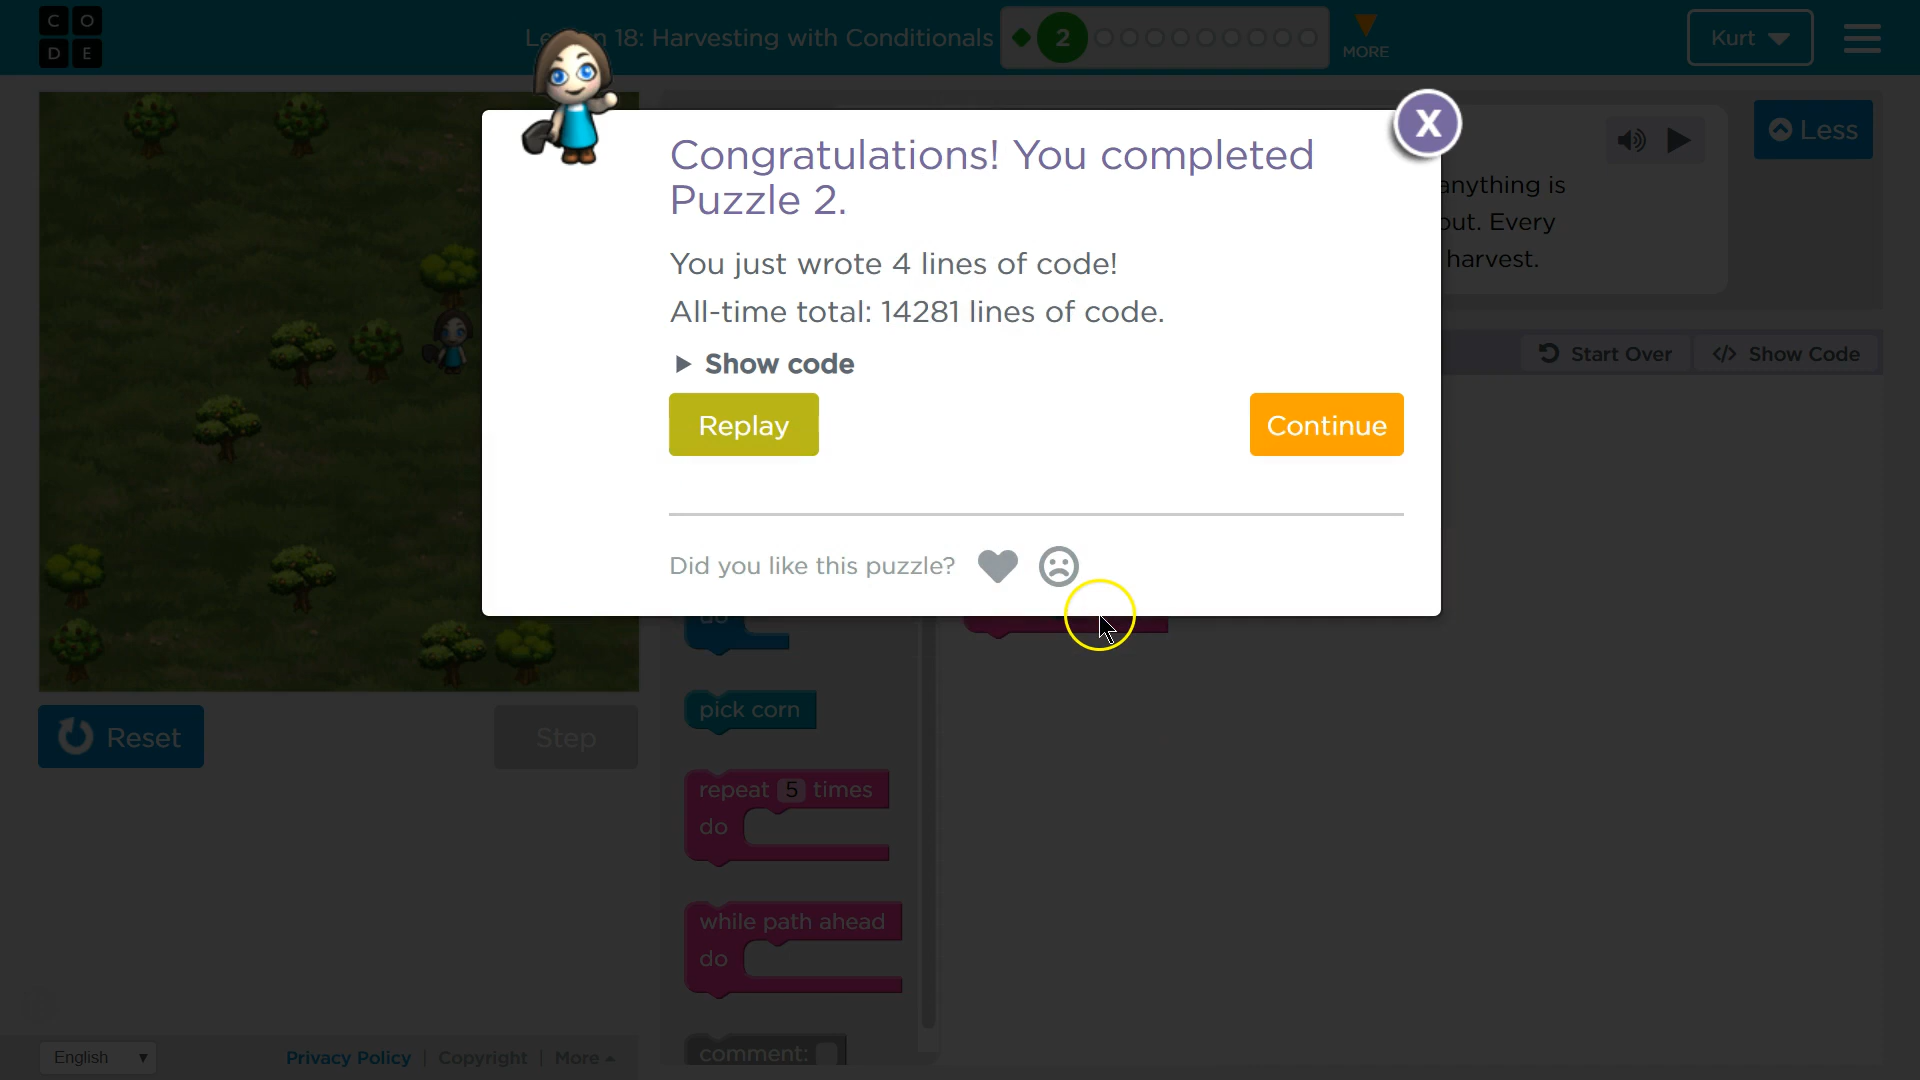 C O
D E
Lesson 18: Harvesting with Conditionals
2
MORE
Kurt
Congratulations! You completed
Puzzle 2.
X
Less
You just wrote 4 lines of code!
All-time total: 14281 lines of code.
anything is
out. Every
harvest.
Show code
Start Over
Show Code
Replay
Continue
Did you like this puzzle?
do
pick corn
Reset
Step
repeat 5 times
do
while path ahead
do
comment:
English
Privacy Policy | Copyright | More